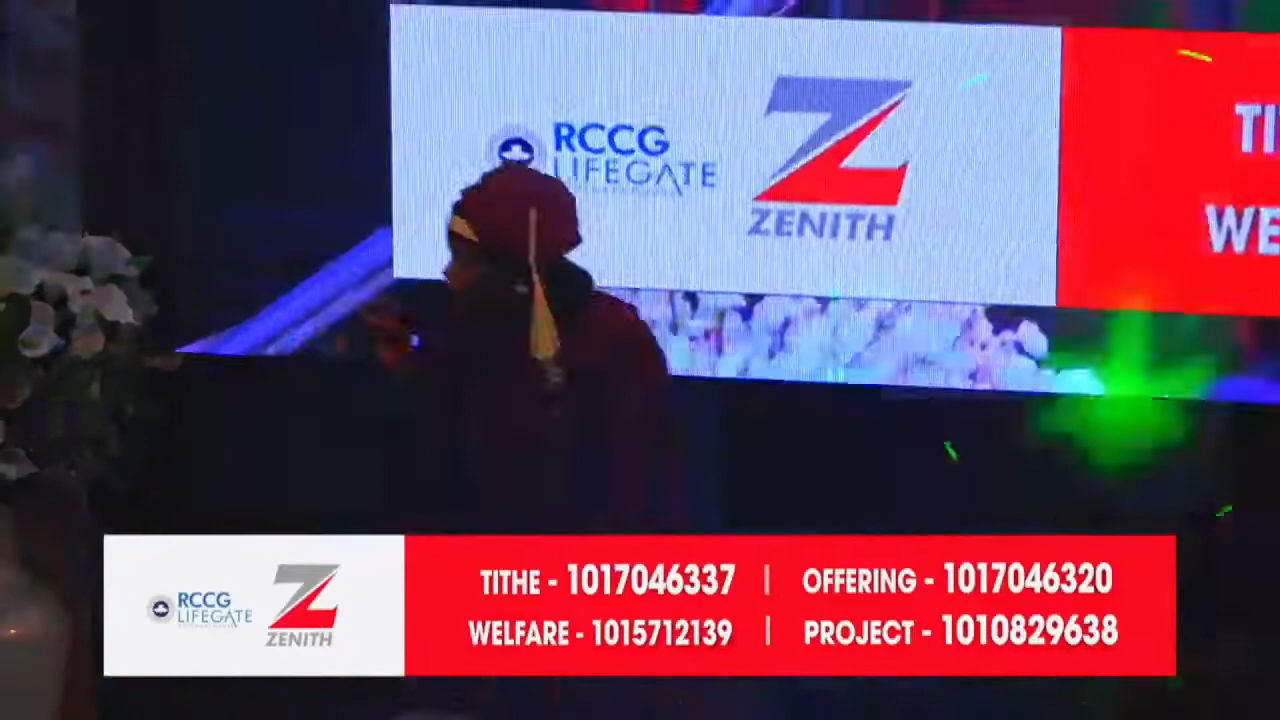 RCCG
LIFEGATE
ZENITH
TI
WE
RCCG
LIFEGATE
ZENITH
TITHE - 1017046337 | OFFERING - 1017046320
WELFARE - 1015712139 | PROJECT - 1010829638